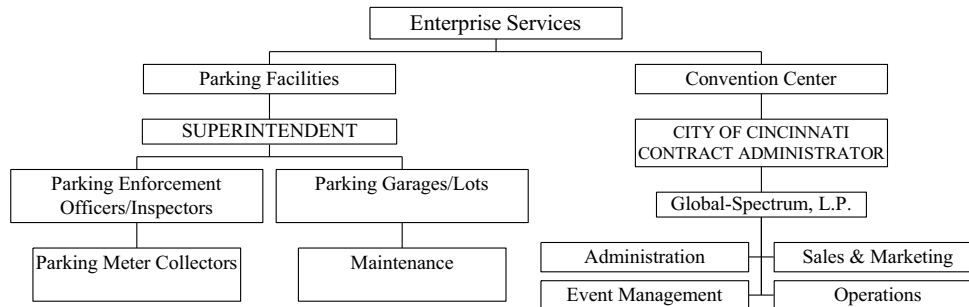 Enterprise Services
Parking Facilities
Convention Center
SUPERINTENDENT
CITY OF CINCINNATI
CONTRACT ADMINISTRATOR
Parking Enforcement
Officers/Inspectors
Parking Garages/Lots
Global-Spectrum, L.P.
Parking Meter Collectors
Maintenance
Administration
Sales & Marketing
Event Management
Operations